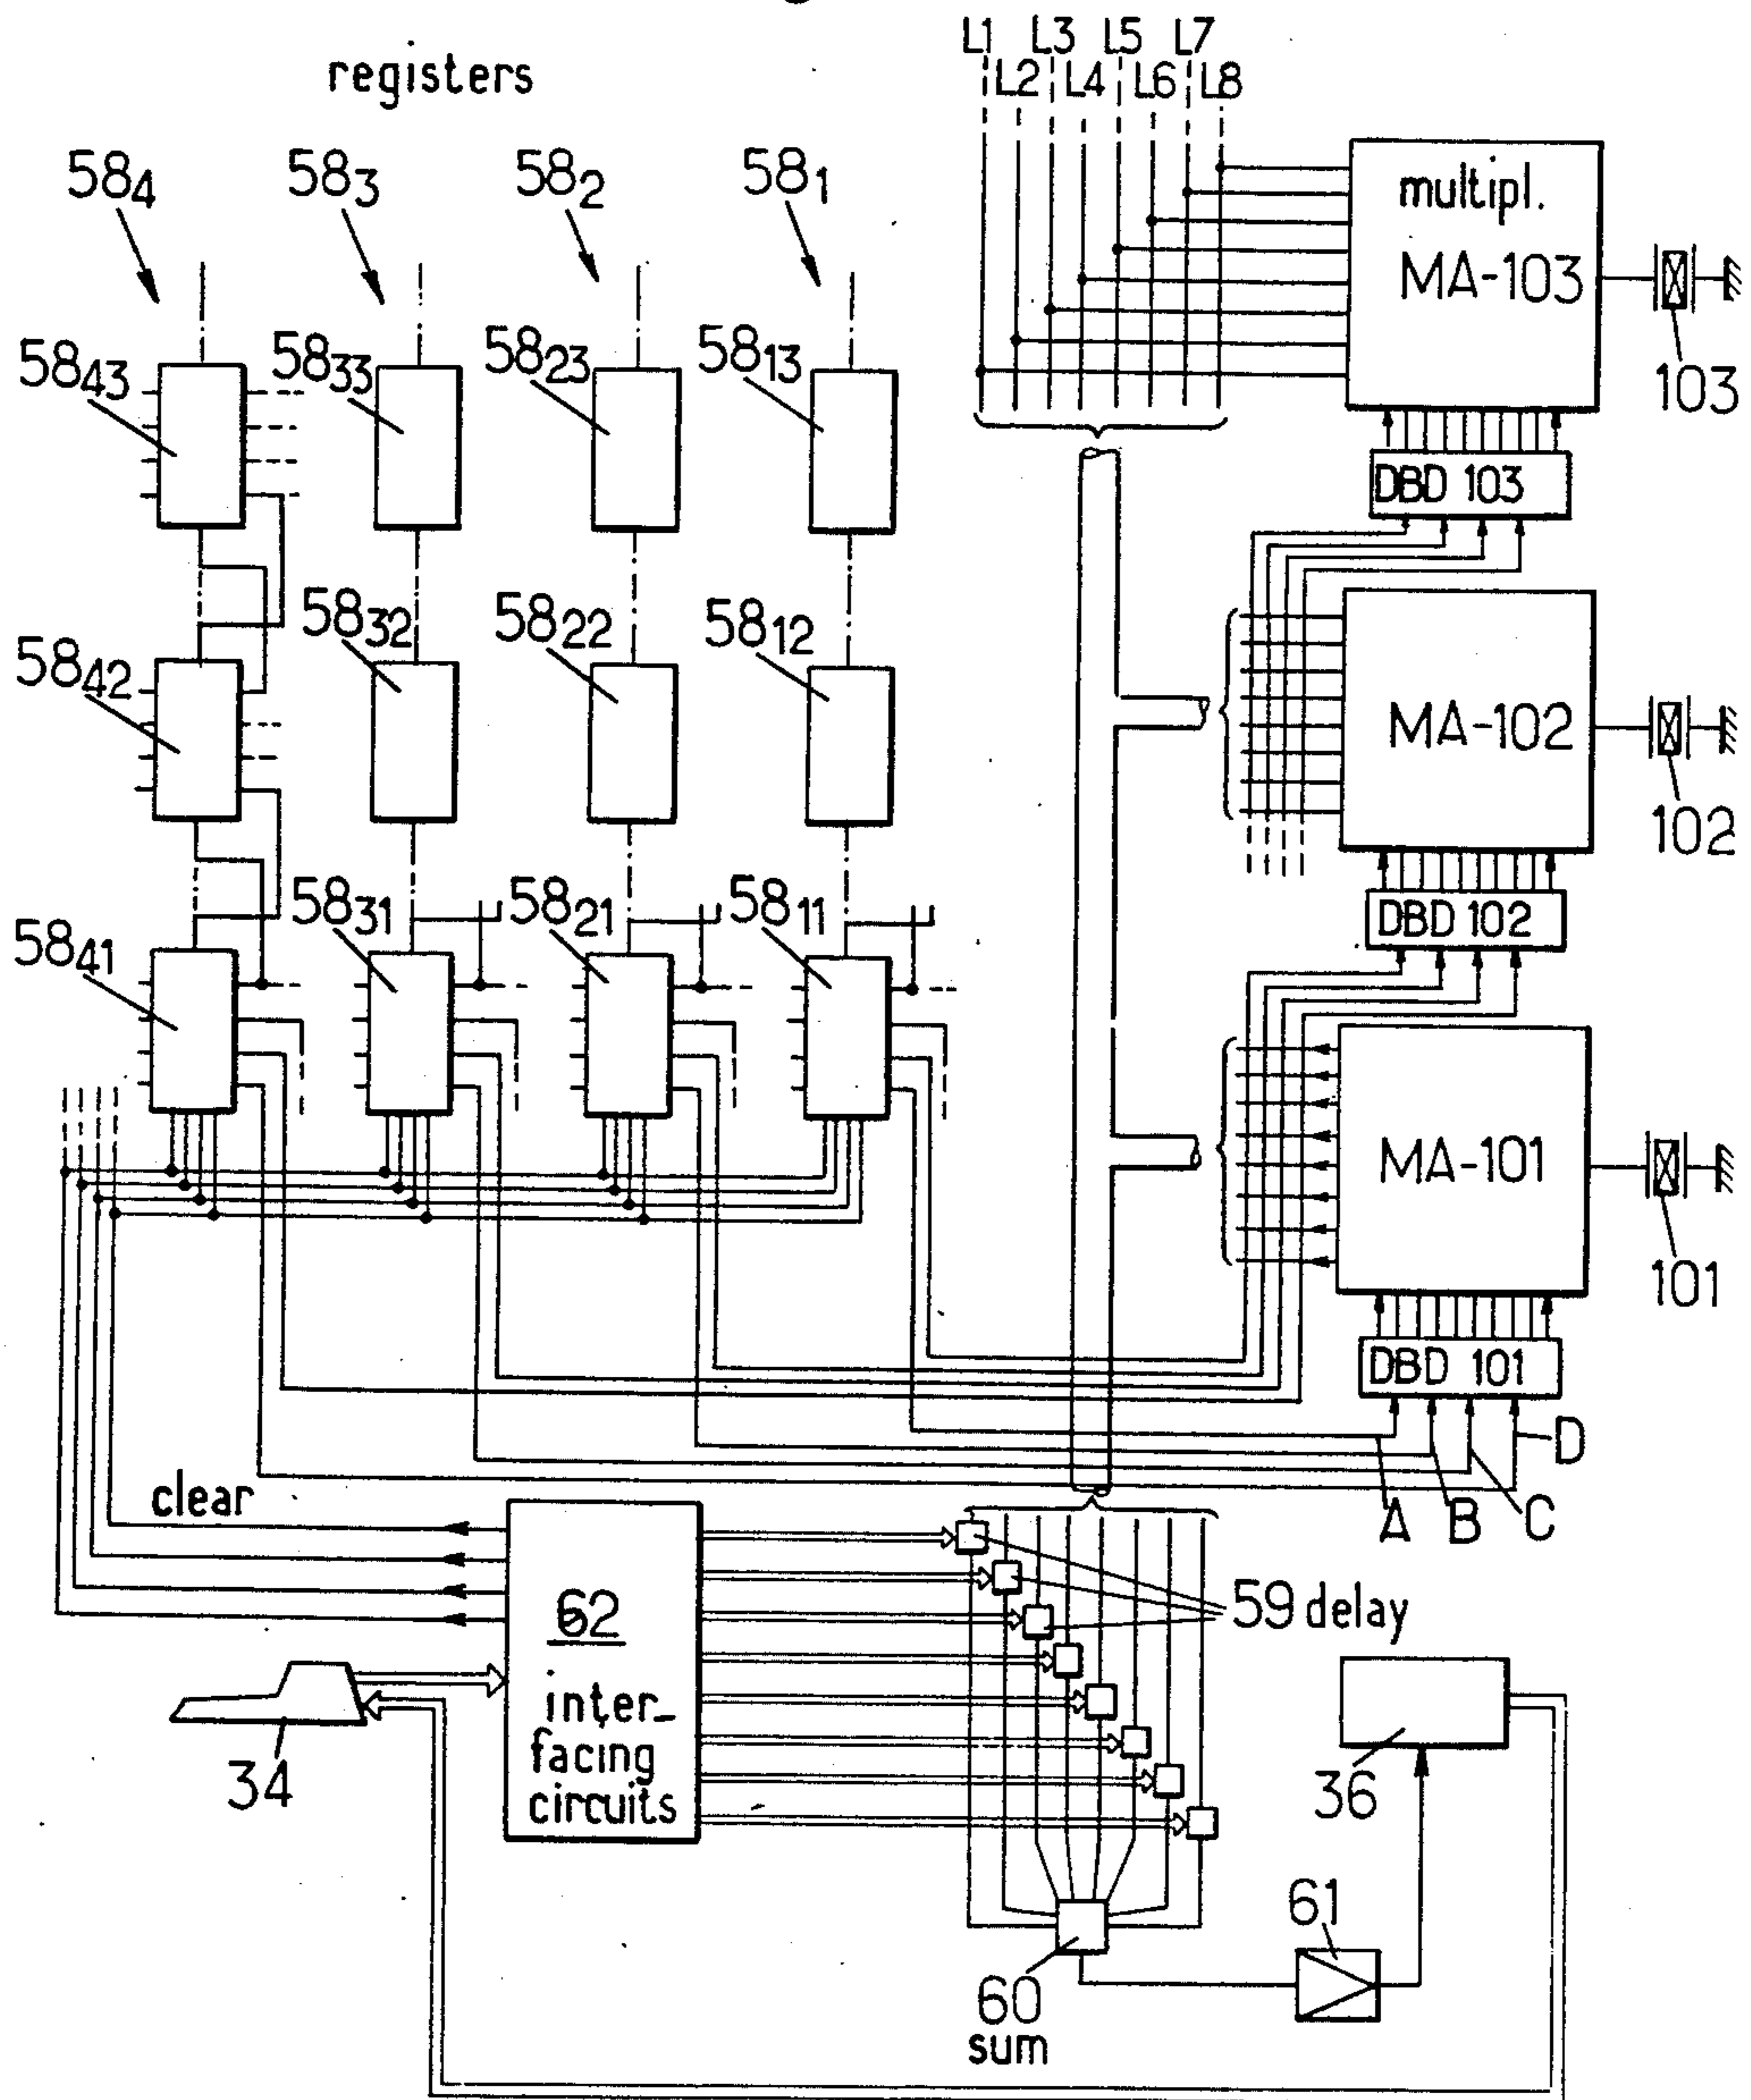 registers
L1 L3 L5 L7
L2 L4 L6 L8
58₄ 58₃ 58₂ 58₁
multipl.
MA-103
103
58₄₃ 58₃₃ 58₂₃ 58₁₃
DBD 103
58₄₂ 58₃₂ 58₂₂ 58₁₂
MA-102
102
DBD 102
58₄₁ 58₃₁ 58₂₁ 58₁₁
MA-101
101
DBD 101
A B C D
clear
62
inter-
facing
circuits
59 delay
34
36
61
60
sum